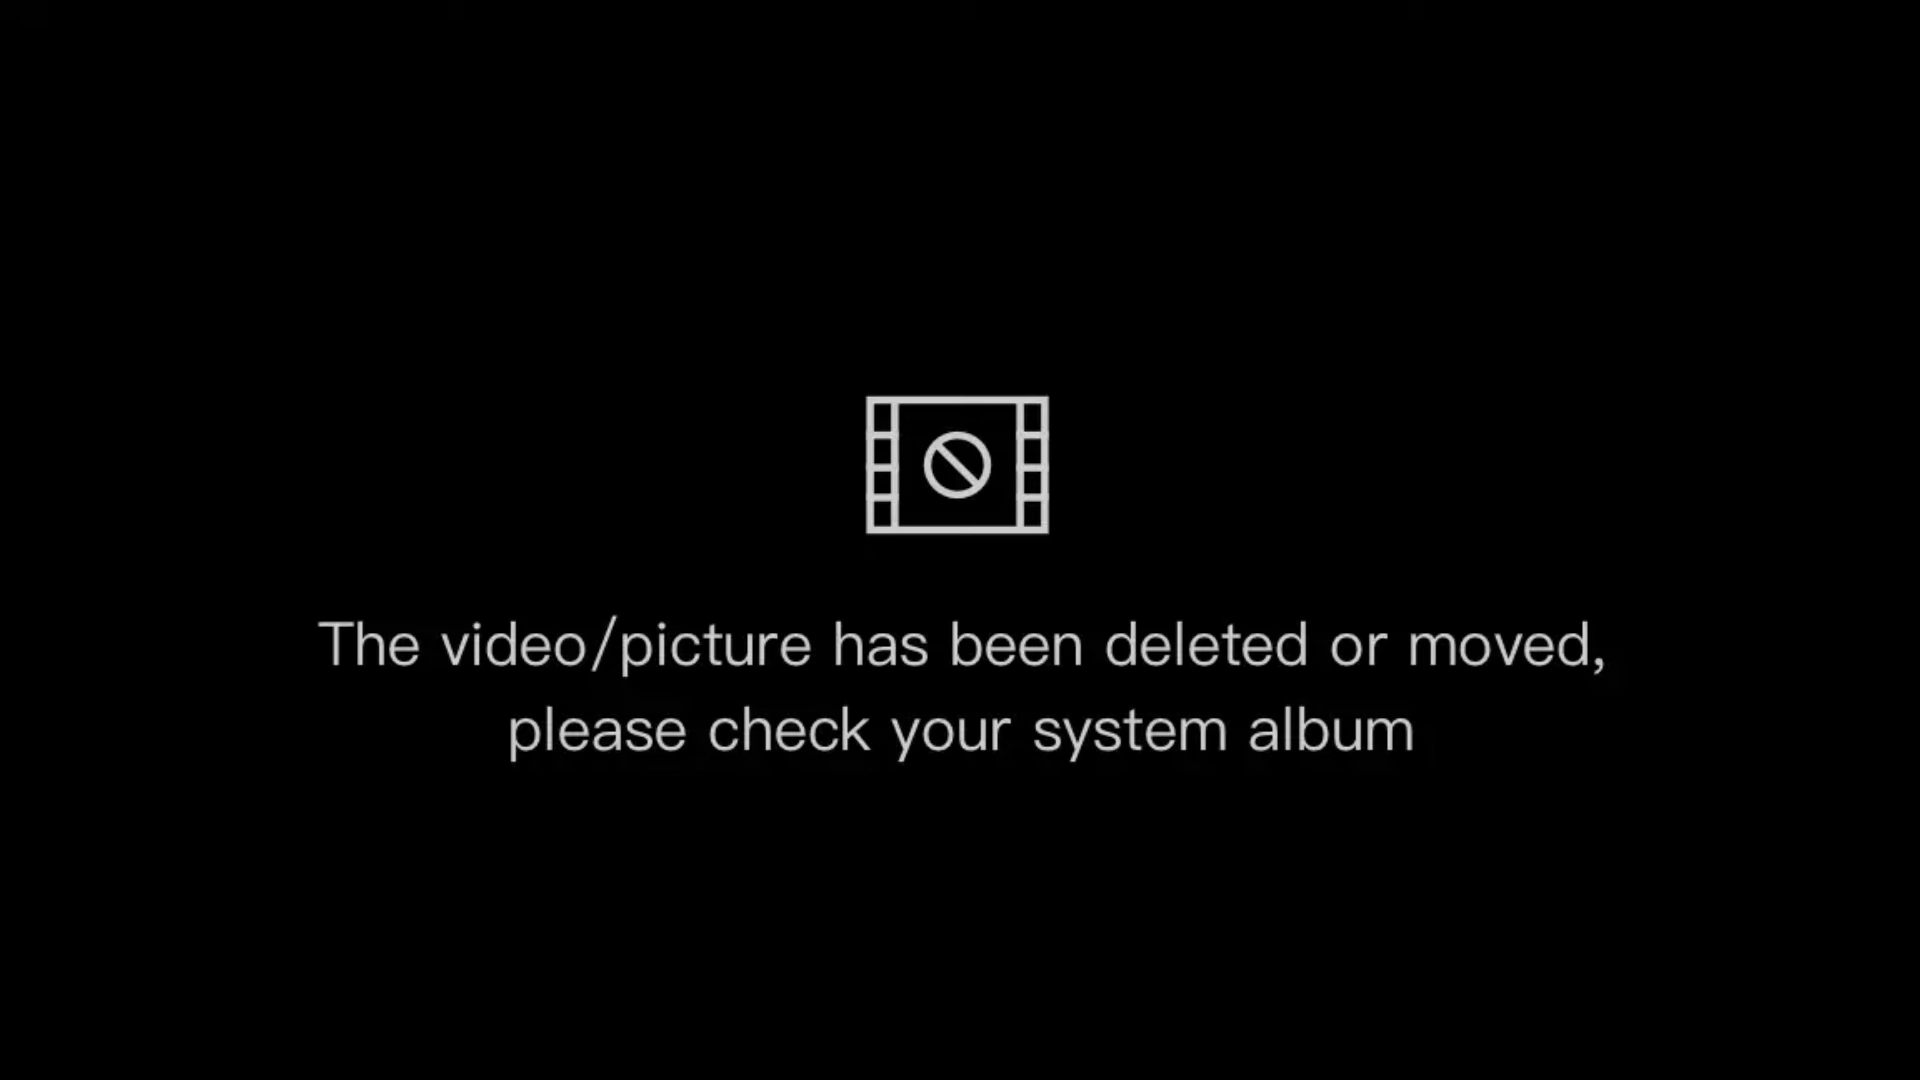 The video/picture has been deleted or moved,
please check your system album